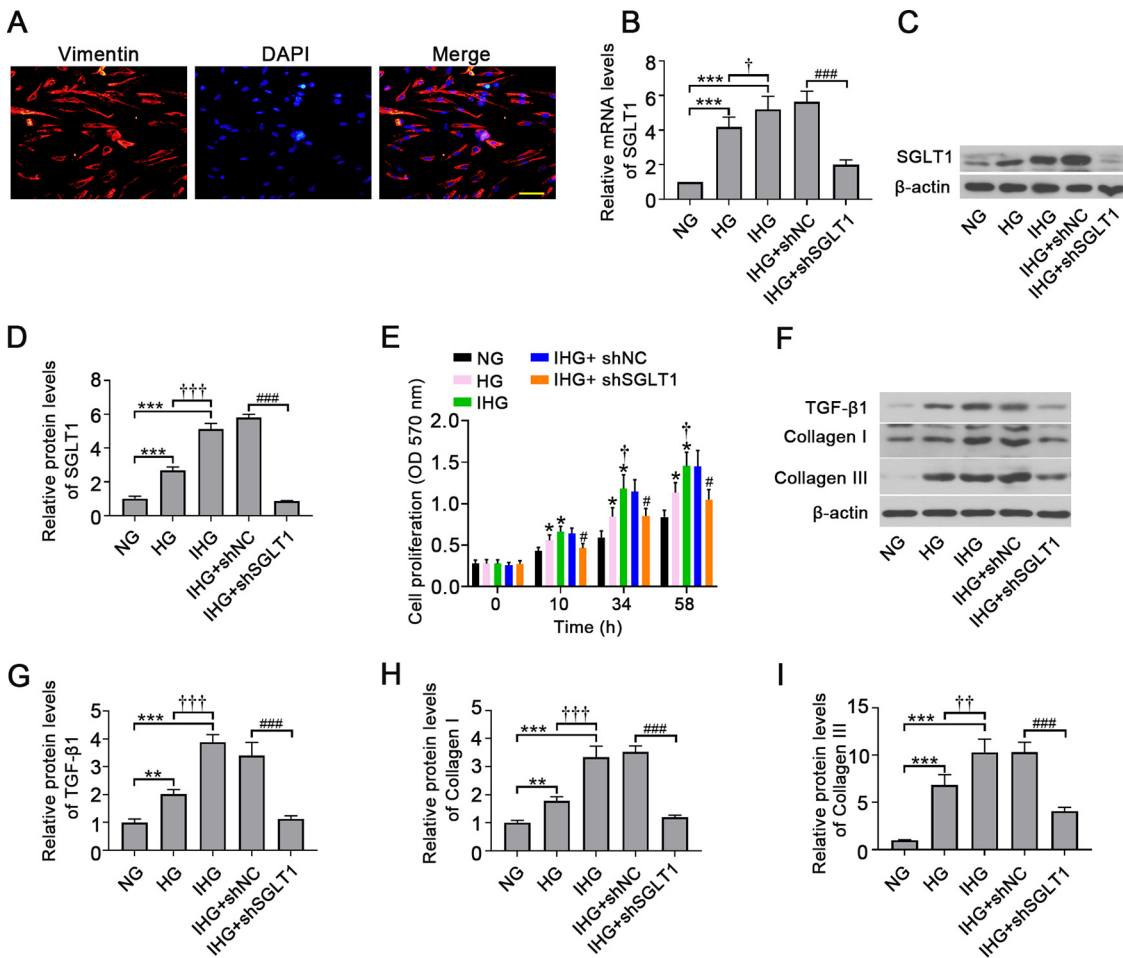 A
Vimentin
DAPI
Merge
B
Relative mRNA levels
of SGLT1
8
6
4
2
0
***
***
†
###
NG
HG
IHG
IHG+shNC
IHG+shSGLT1
C
SGLT1
β-actin
NG
HG
IHG
IHG+shNC
IHG+shSGLT1
D
Relative protein levels
of SGLT1
8
6
4
2
0
***
***
†††
###
NG
HG
IHG
IHG+shNC
IHG+shSGLT1
E
NG
HG
IHG
IHG+ shNC
IHG+ shSGLT1
Cell proliferation (OD 570 nm)
2.0
1.5
1.0
0.5
0.0
* * #
* † * #
* † * #
0 10 34 58
Time (h)
F
TGF-β1
Collagen I
Collagen III
β-actin
NG
HG
IHG
IHG+shNC
IHG+shSGLT1
G
Relative protein levels
of TGF-β1
5
4
3
2
1
0
**
***
†††
###
NG
HG
IHG
IHG+shNC
IHG+shSGLT1
H
Relative protein levels
of Collagen I
5
4
3
2
1
0
**
***
†††
###
NG
HG
IHG
IHG+shNC
IHG+shSGLT1
I
Relative protein levels
of Collagen III
15
10
5
0
***
***
††
###
NG
HG
IHG
IHG+shNC
IHG+shSGLT1